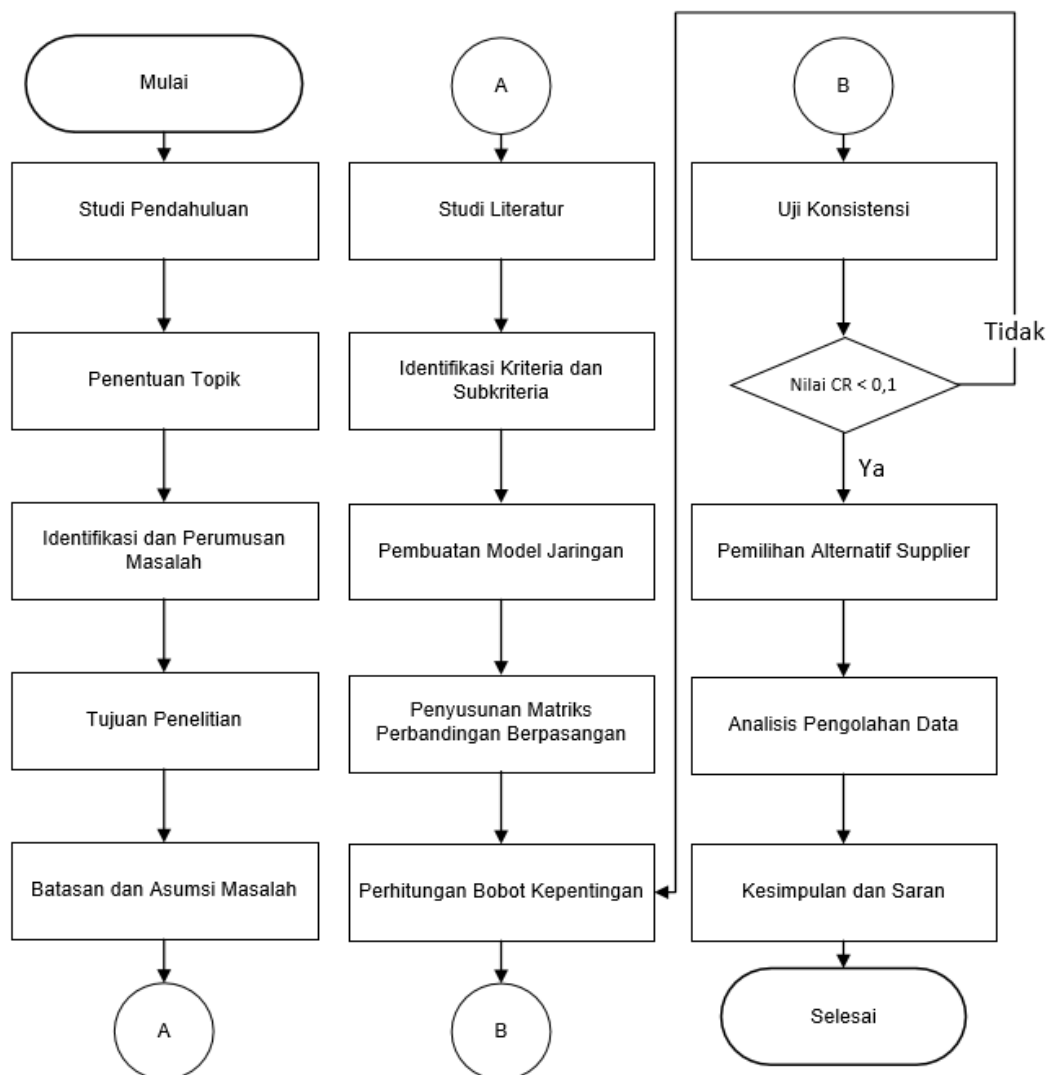 Mulai
Studi Pendahuluan
Penentuan Topik
Identifikasi dan Perumusan
Masalah
Tujuan Penelitian
Batasan dan Asumsi Masalah
A
A
Studi Literatur
Identifikasi Kriteria dan
Subkriteria
Pembuatan Model Jaringan
Penyusunan Matriks
Perbandingan Berpasangan
Perhitungan Bobot Kepentingan
B
B
Uji Konsistensi
Nilai CR < 0,1
Tidak
Ya
Pemilihan Alternatif Supplier
Analisis Pengolahan Data
Kesimpulan dan Saran
Selesai